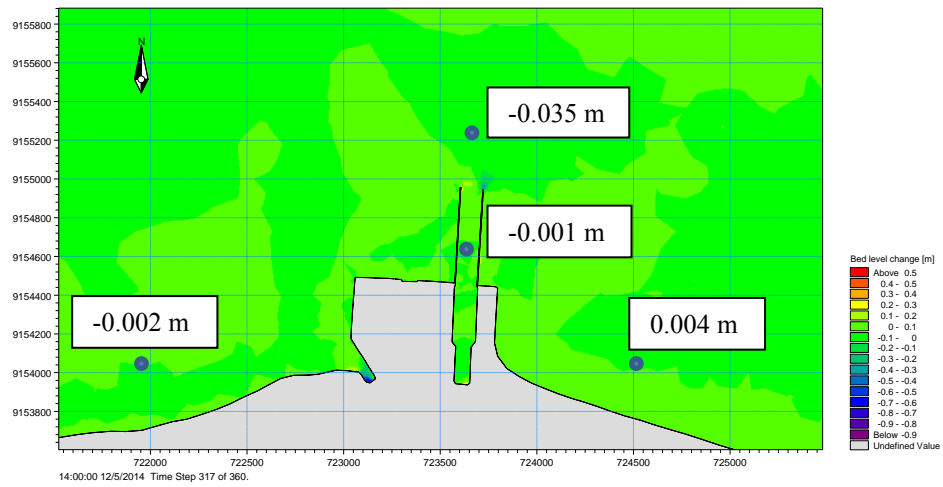 9155800
9155600
9155400
9155200
9155000
9154800
9154600
9154400
9154200
9154000
9153800
N
-0.035 m
-0.001 m
-0.002 m
0.004 m
722000 722500 723000 723500 724000 724500 725000
14:00:00 12/5/2014 Time Step 317 of 360.
Bed level change [m]
Above 0.5
0.4 - 0.5
0.3 - 0.4
0.2 - 0.3
0.1 - 0.2
0 - 0.1
-0.1 - 0
-0.2 - -0.1
-0.3 - -0.2
-0.4 - -0.3
-0.5 - -0.4
-0.6 - -0.5
-0.7 - -0.6
-0.8 - -0.7
-0.9 - -0.8
Below -0.9
Undefined Value